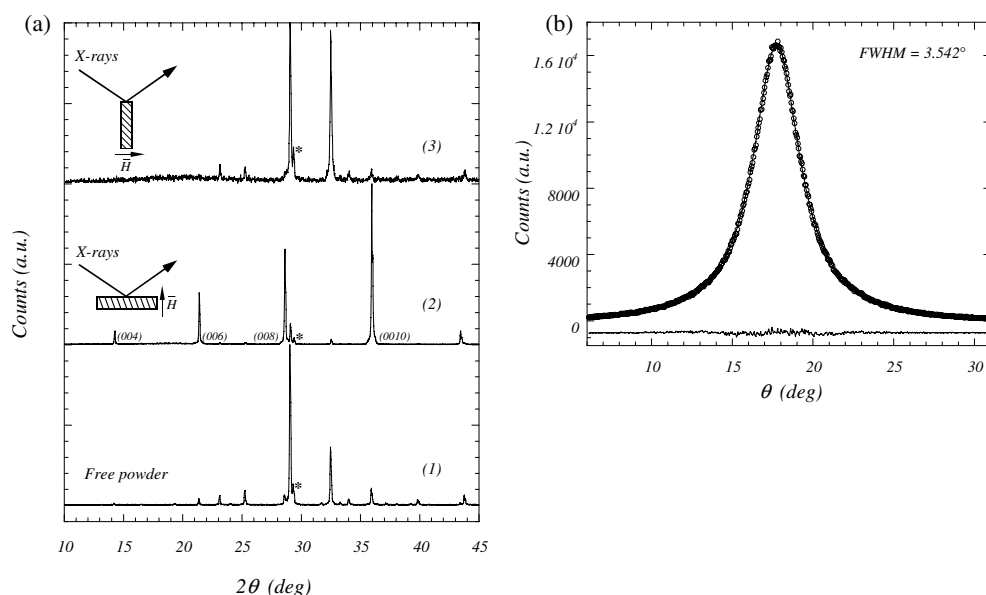 (a)
X-rays
H
(3)
*
X-rays
H
(2)
(004)
(006)
(008)
*
(0010)
Free powder
(1)
*
Counts (a.u.)
10 15 20 25 30 35 40 45
2θ (deg)
(b)
FWHM = 3.542°
1.6 10⁴
1.2 10⁴
8000
4000
0
Counts (a.u.)
10 15 20 25 30
θ (deg)